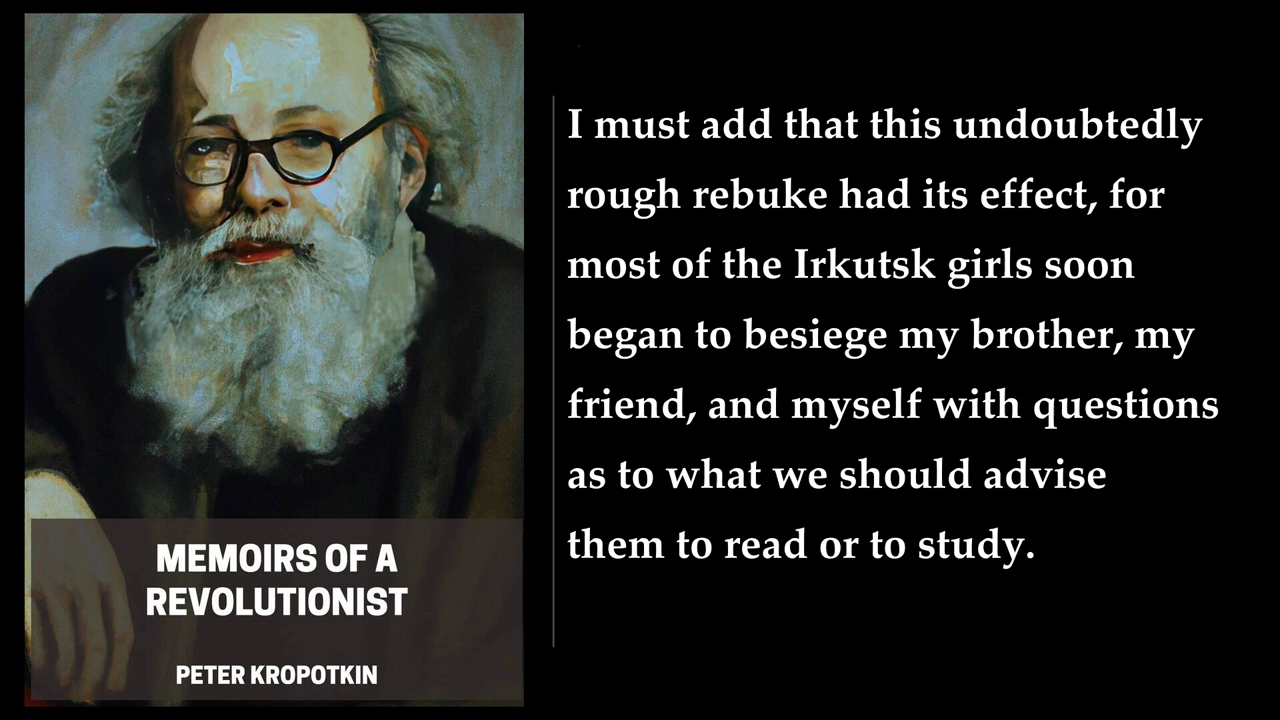 MEMOIRS OF A
REVOLUTIONIST
PETER KROPOTKIN
I must add that this undoubtedly
rough rebuke had its effect, for
most of the Irkutsk girls soon
began to besiege my brother, my
friend, and myself with questions
as to what we should advise
them to read or to study.